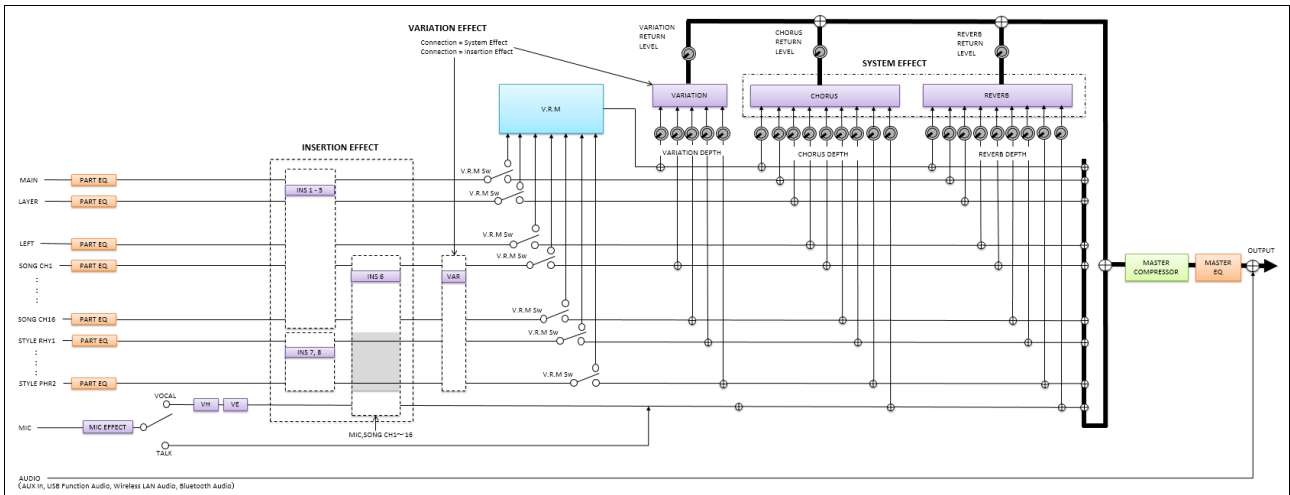 VARIATION EFFECT
Connection = System Effect
Connection = Insertion Effect
VARIATION
RETURN
LEVEL
CHORUS
RETURN
LEVEL
REVERB
RETURN
LEVEL
SYSTEM EFFECT
V.R.M
VARIATION
CHORUS
REVERB
VARIATION DEPTH
CHORUS DEPTH
REVERB DEPTH
INSERTION EFFECT
MAIN
PART EQ
INS 1 - 5
V.R.M Sw
LAYER
PART EQ
V.R.M Sw
LEFT
PART EQ
V.R.M Sw
SONG CH1
PART EQ
V.R.M Sw
INS 6
VAR
SONG CH16
PART EQ
V.R.M Sw
STYLE RHY1
PART EQ
V.R.M Sw
INS 7, 8
STYLE PHR2
PART EQ
V.R.M Sw
MASTER
COMPRESSOR
MASTER
EQ
OUTPUT
VOCAL
VH
VE
MIC
MIC EFFECT
TALK
MIC,SONG CH1～16
AUDIO
(AUX In, USB Function Audio, Wireless LAN Audio, Bluetooth Audio)